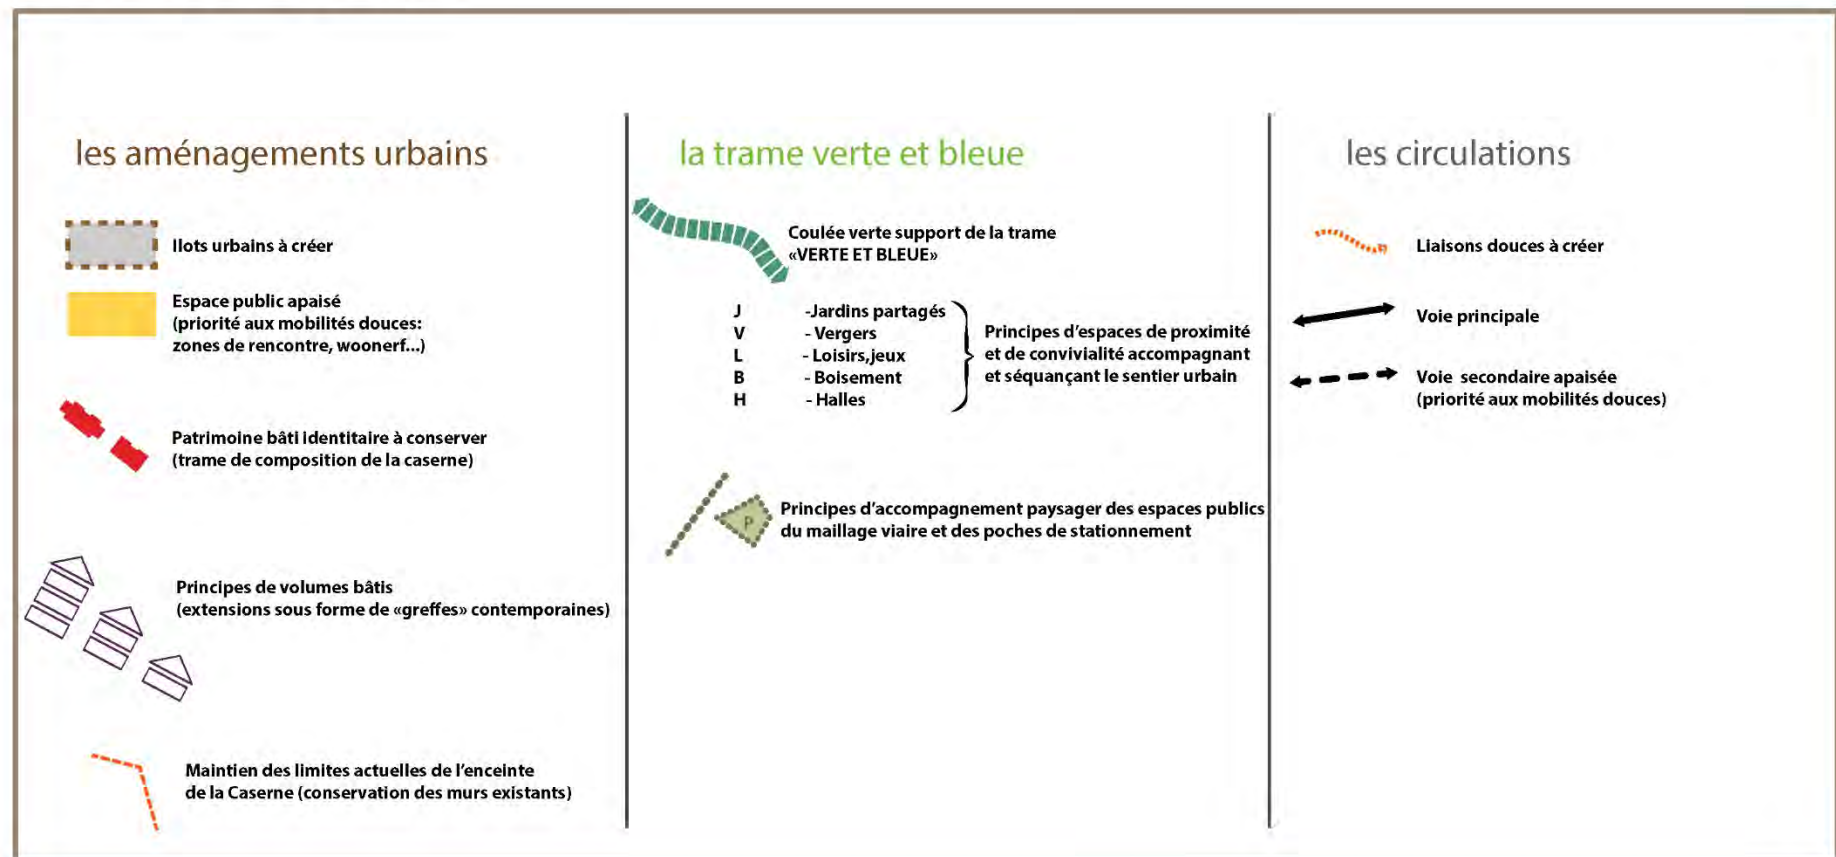 les aménagements urbains
Ilots urbains à créer
Espace public apaisé
(priorité aux mobilités douces:
zones de rencontre, woonerf...)
Patrimoine bâti identitaire à conserver
(trame de composition de la caserne)
Principes de volumes bâtis
(extensions sous forme de «greffes» contemporaines)
Maintien des limites actuelles de l'enceinte
de la Caserne (conservation des murs existants)
la trame verte et bleue
Coulée verte support de la trame
«VERTE ET BLEUE»
J -Jardins partagés
V - Vergers
L - Loisirs,jeux
B - Boisement
H - Halles
Principes d'espaces de proximité
et de convivialité accompagnant
et séquançant le sentier urbain
P
Principes d'accompagnement paysager des espaces publics
du maillage viaire et des poches de stationnement
les circulations
Liaisons douces à créer
Voie principale
Voie secondaire apaisée
(priorité aux mobilités douces)